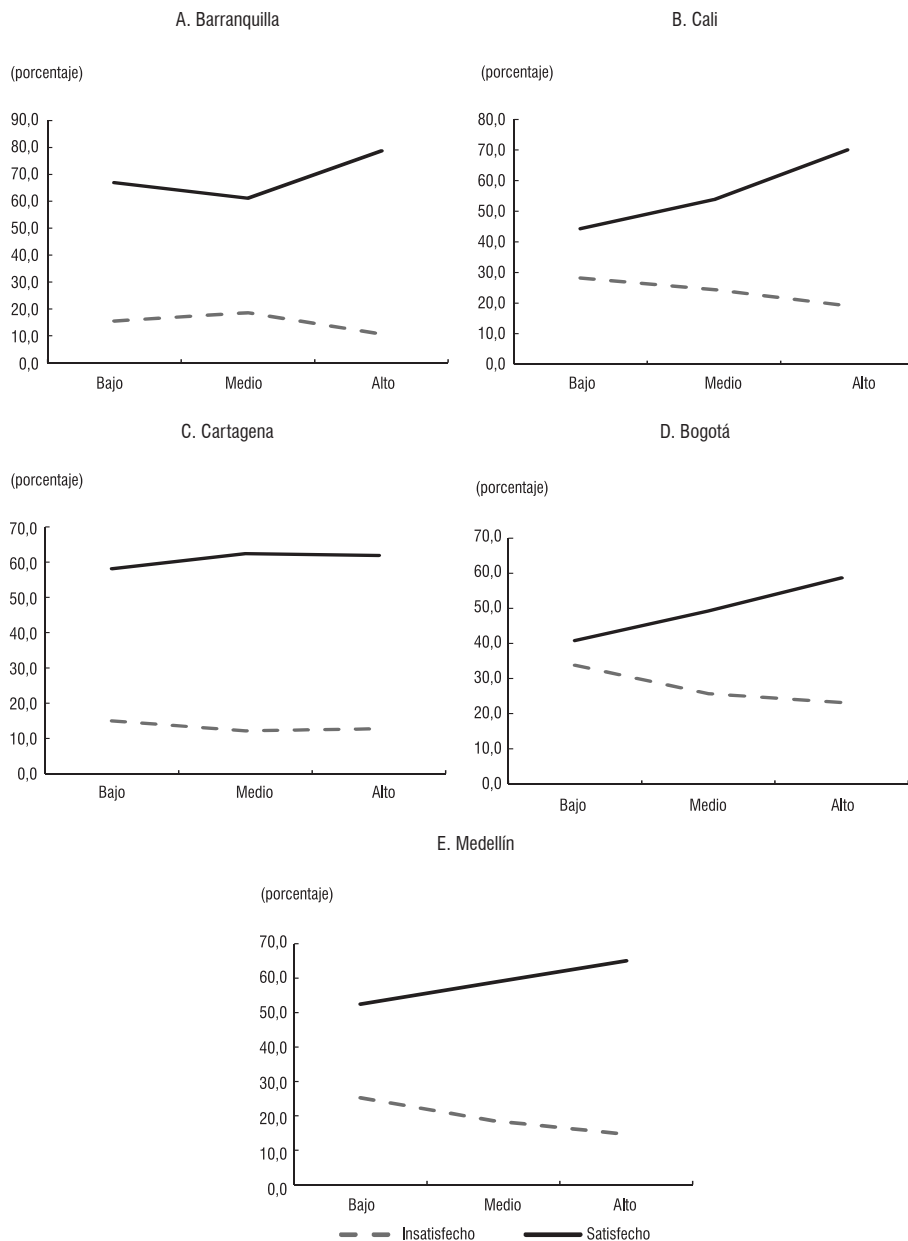 A. Barranquilla
(porcentaje)
90,0
80,0
70,0
60,0
50,0
40,0
30,0
20,0
10,0
0,0
Bajo Medio Alto
B. Cali
(porcentaje)
80,0
70,0
60,0
50,0
40,0
30,0
20,0
10,0
0,0
Bajo Medio Alto
C. Cartagena
(porcentaje)
70,0
60,0
50,0
40,0
30,0
20,0
10,0
0,0
Bajo Medio Alto
D. Bogotá
(porcentaje)
70,0
60,0
50,0
40,0
30,0
20,0
10,0
0,0
Bajo Medio Alto
E. Medellín
(porcentaje)
70,0
60,0
50,0
40,0
30,0
20,0
10,0
0,0
Bajo Medio Alto
Insatisfecho Satisfecho